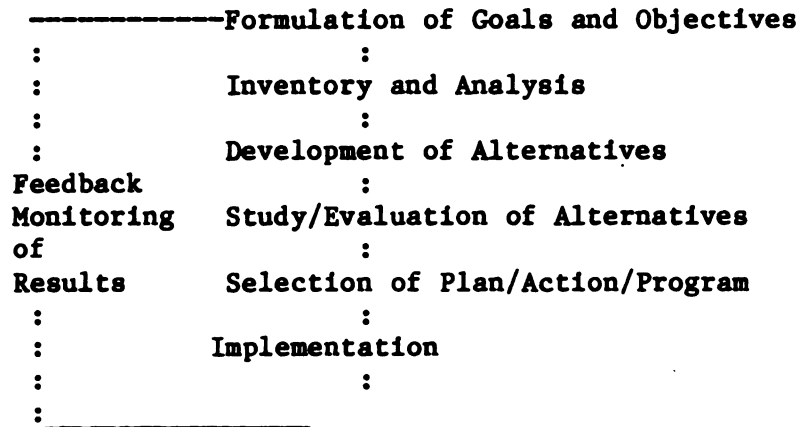 ------------Formulation of Goals and Objectives
: :
: Inventory and Analysis
: :
: Development of Alternatives
Feedback :
Monitoring Study/Evaluation of Alternatives
of :
Results Selection of Plan/Action/Program
: :
: Implementation
: :
:________________